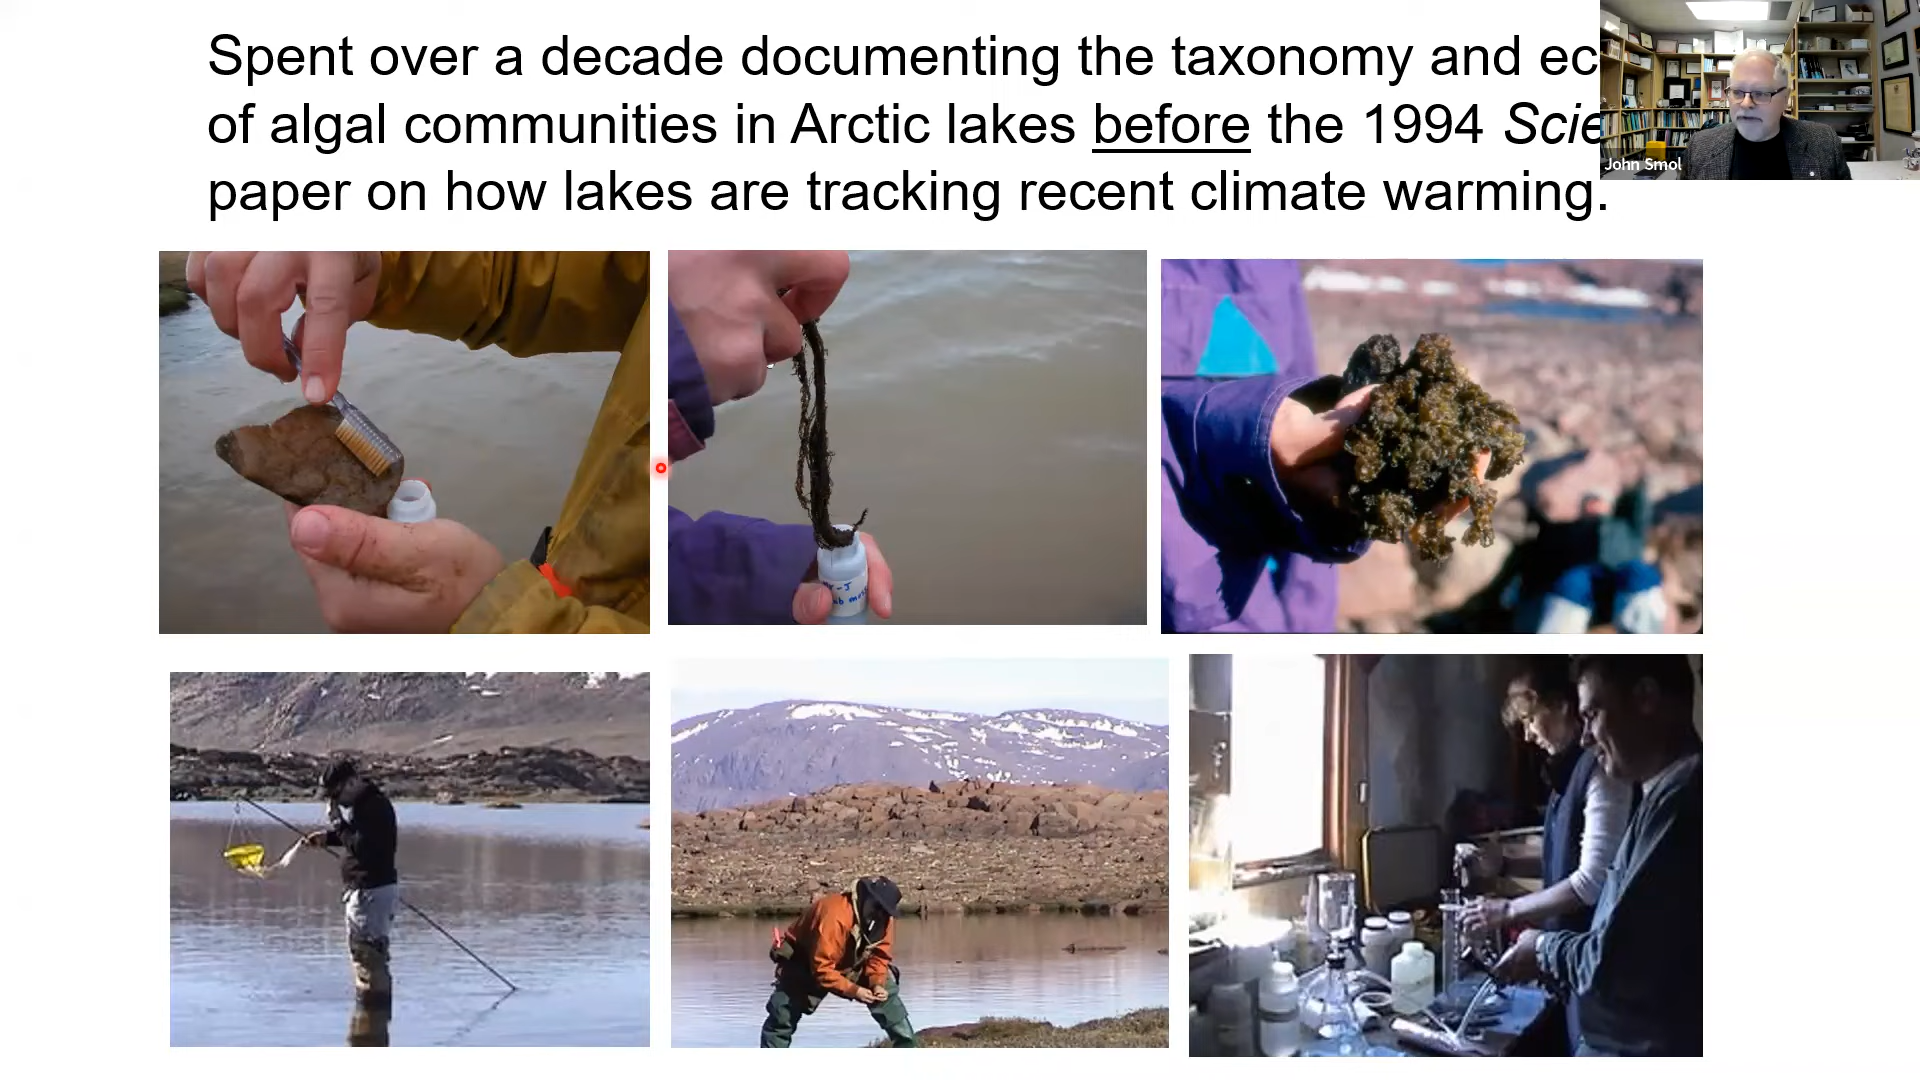 Spent over a decade documenting the taxonomy and ec
of algal communities in Arctic lakes before the 1994 Scie
paper on how lakes are tracking recent climate warming.
John Smol